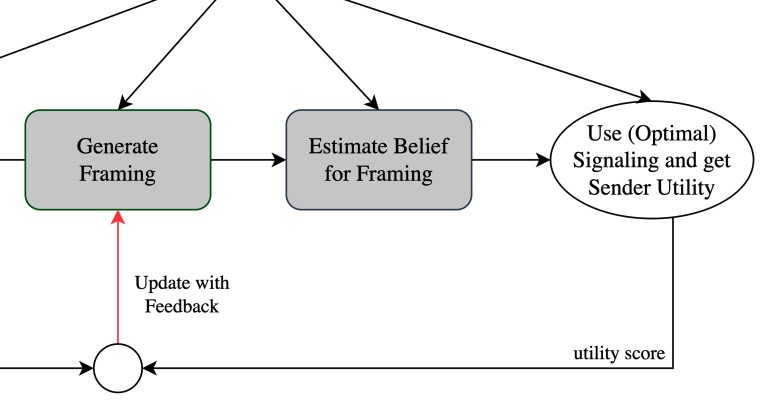 Generate
Framing
Estimate Belief
for Framing
Use (Optimal)
Signaling and get
Sender Utility
Update with
Feedback
utility score